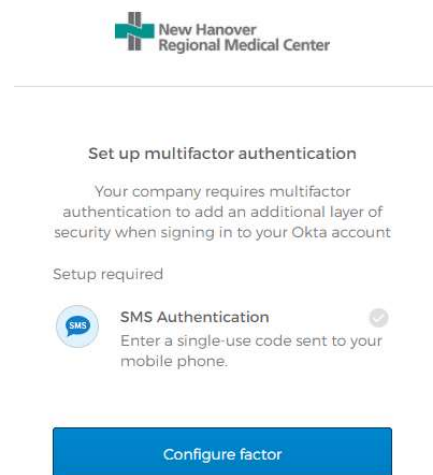 New Hanover
Regional Medical Center
Set up multifactor authentication
Your company requires multifactor
authentication to add an additional layer of
security when signing in to your Okta account
Setup required
SMS
SMS Authentication
Enter a single-use code sent to your
mobile phone.
Configure factor